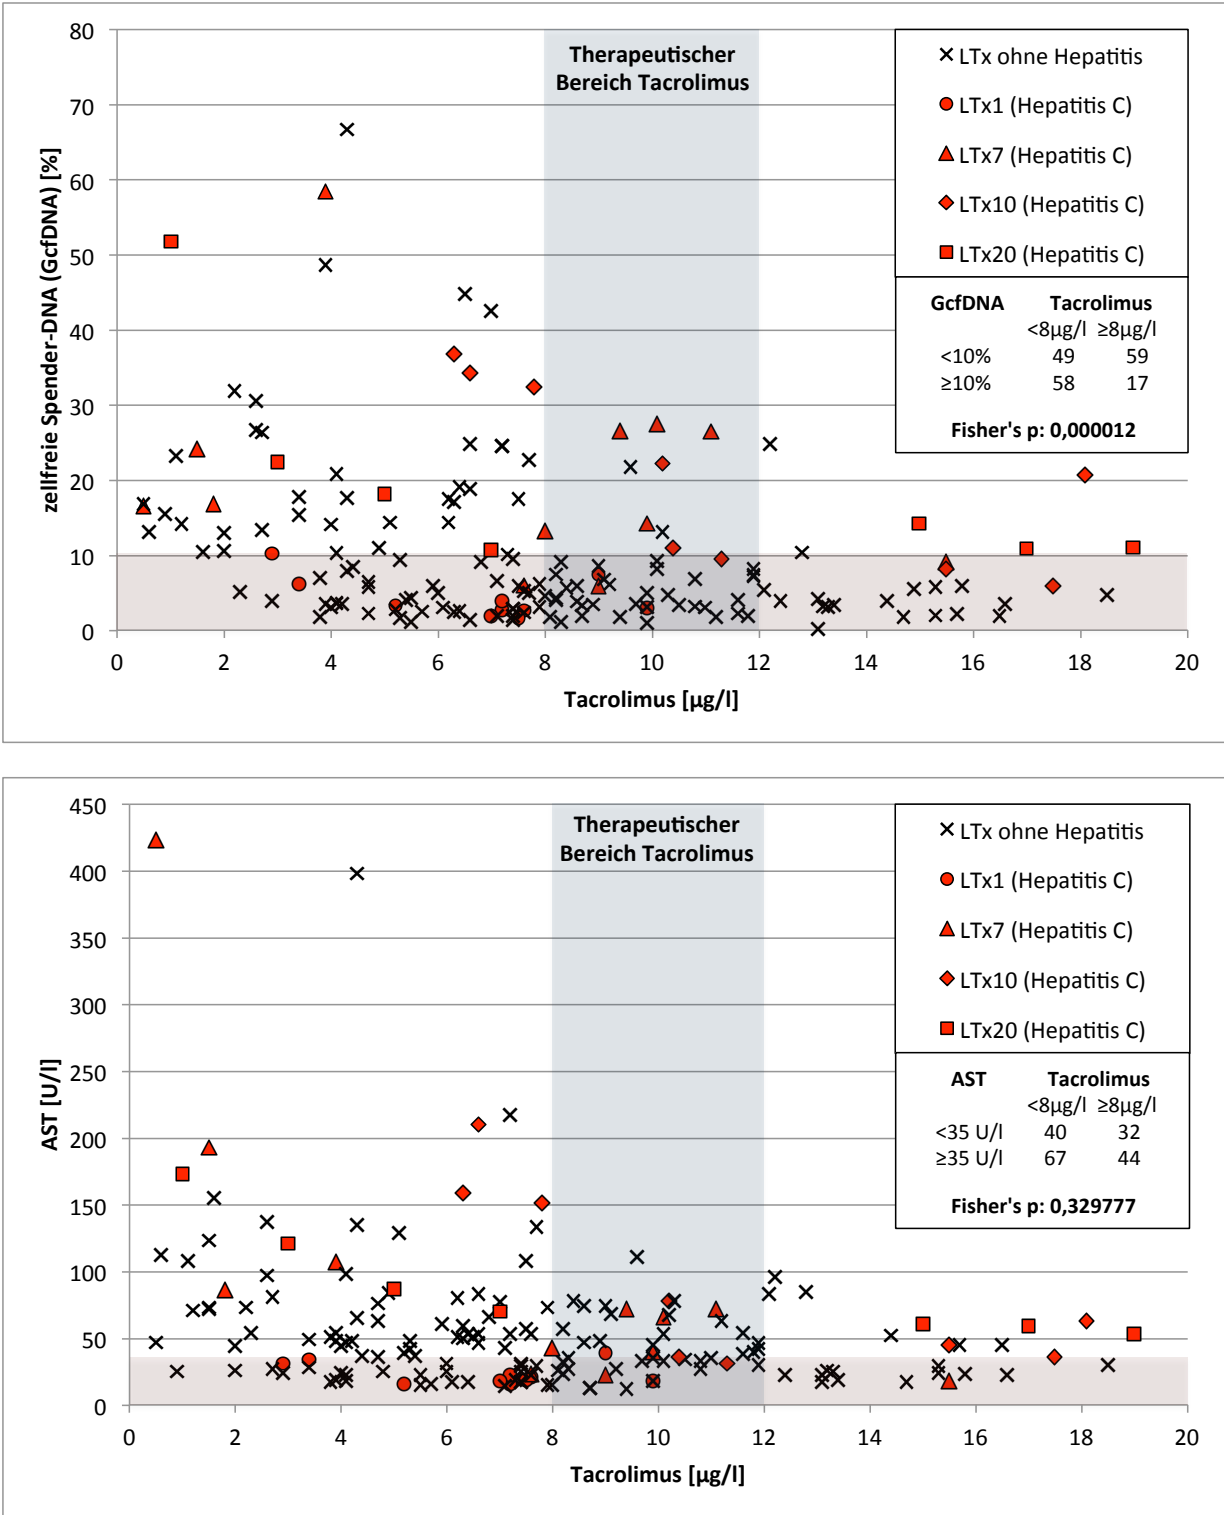 80
70
60
50
40
30
20
10
0
zellfreie Spender-DNA (GcfDNA) [%]
Therapeutischer
Bereich Tacrolimus
LTx ohne Hepatitis
LTx1 (Hepatitis C)
LTx7 (Hepatitis C)
LTx10 (Hepatitis C)
LTx20 (Hepatitis C)
GcfDNA Tacrolimus
<8µg/l ≥8µg/l
<10% 49 59
≥10% 58 17
Fisher's p: 0,000012
0 2 4 6 8 10 12 14 16 18 20
Tacrolimus [µg/l]
450
400
350
300
250
200
150
100
50
0
AST [U/l]
Therapeutischer
Bereich Tacrolimus
LTx ohne Hepatitis
LTx1 (Hepatitis C)
LTx7 (Hepatitis C)
LTx10 (Hepatitis C)
LTx20 (Hepatitis C)
AST Tacrolimus
<8µg/l ≥8µg/l
<35 U/l 40 32
≥35 U/l 67 44
Fisher's p: 0,329777
0 2 4 6 8 10 12 14 16 18 20
Tacrolimus [µg/l]